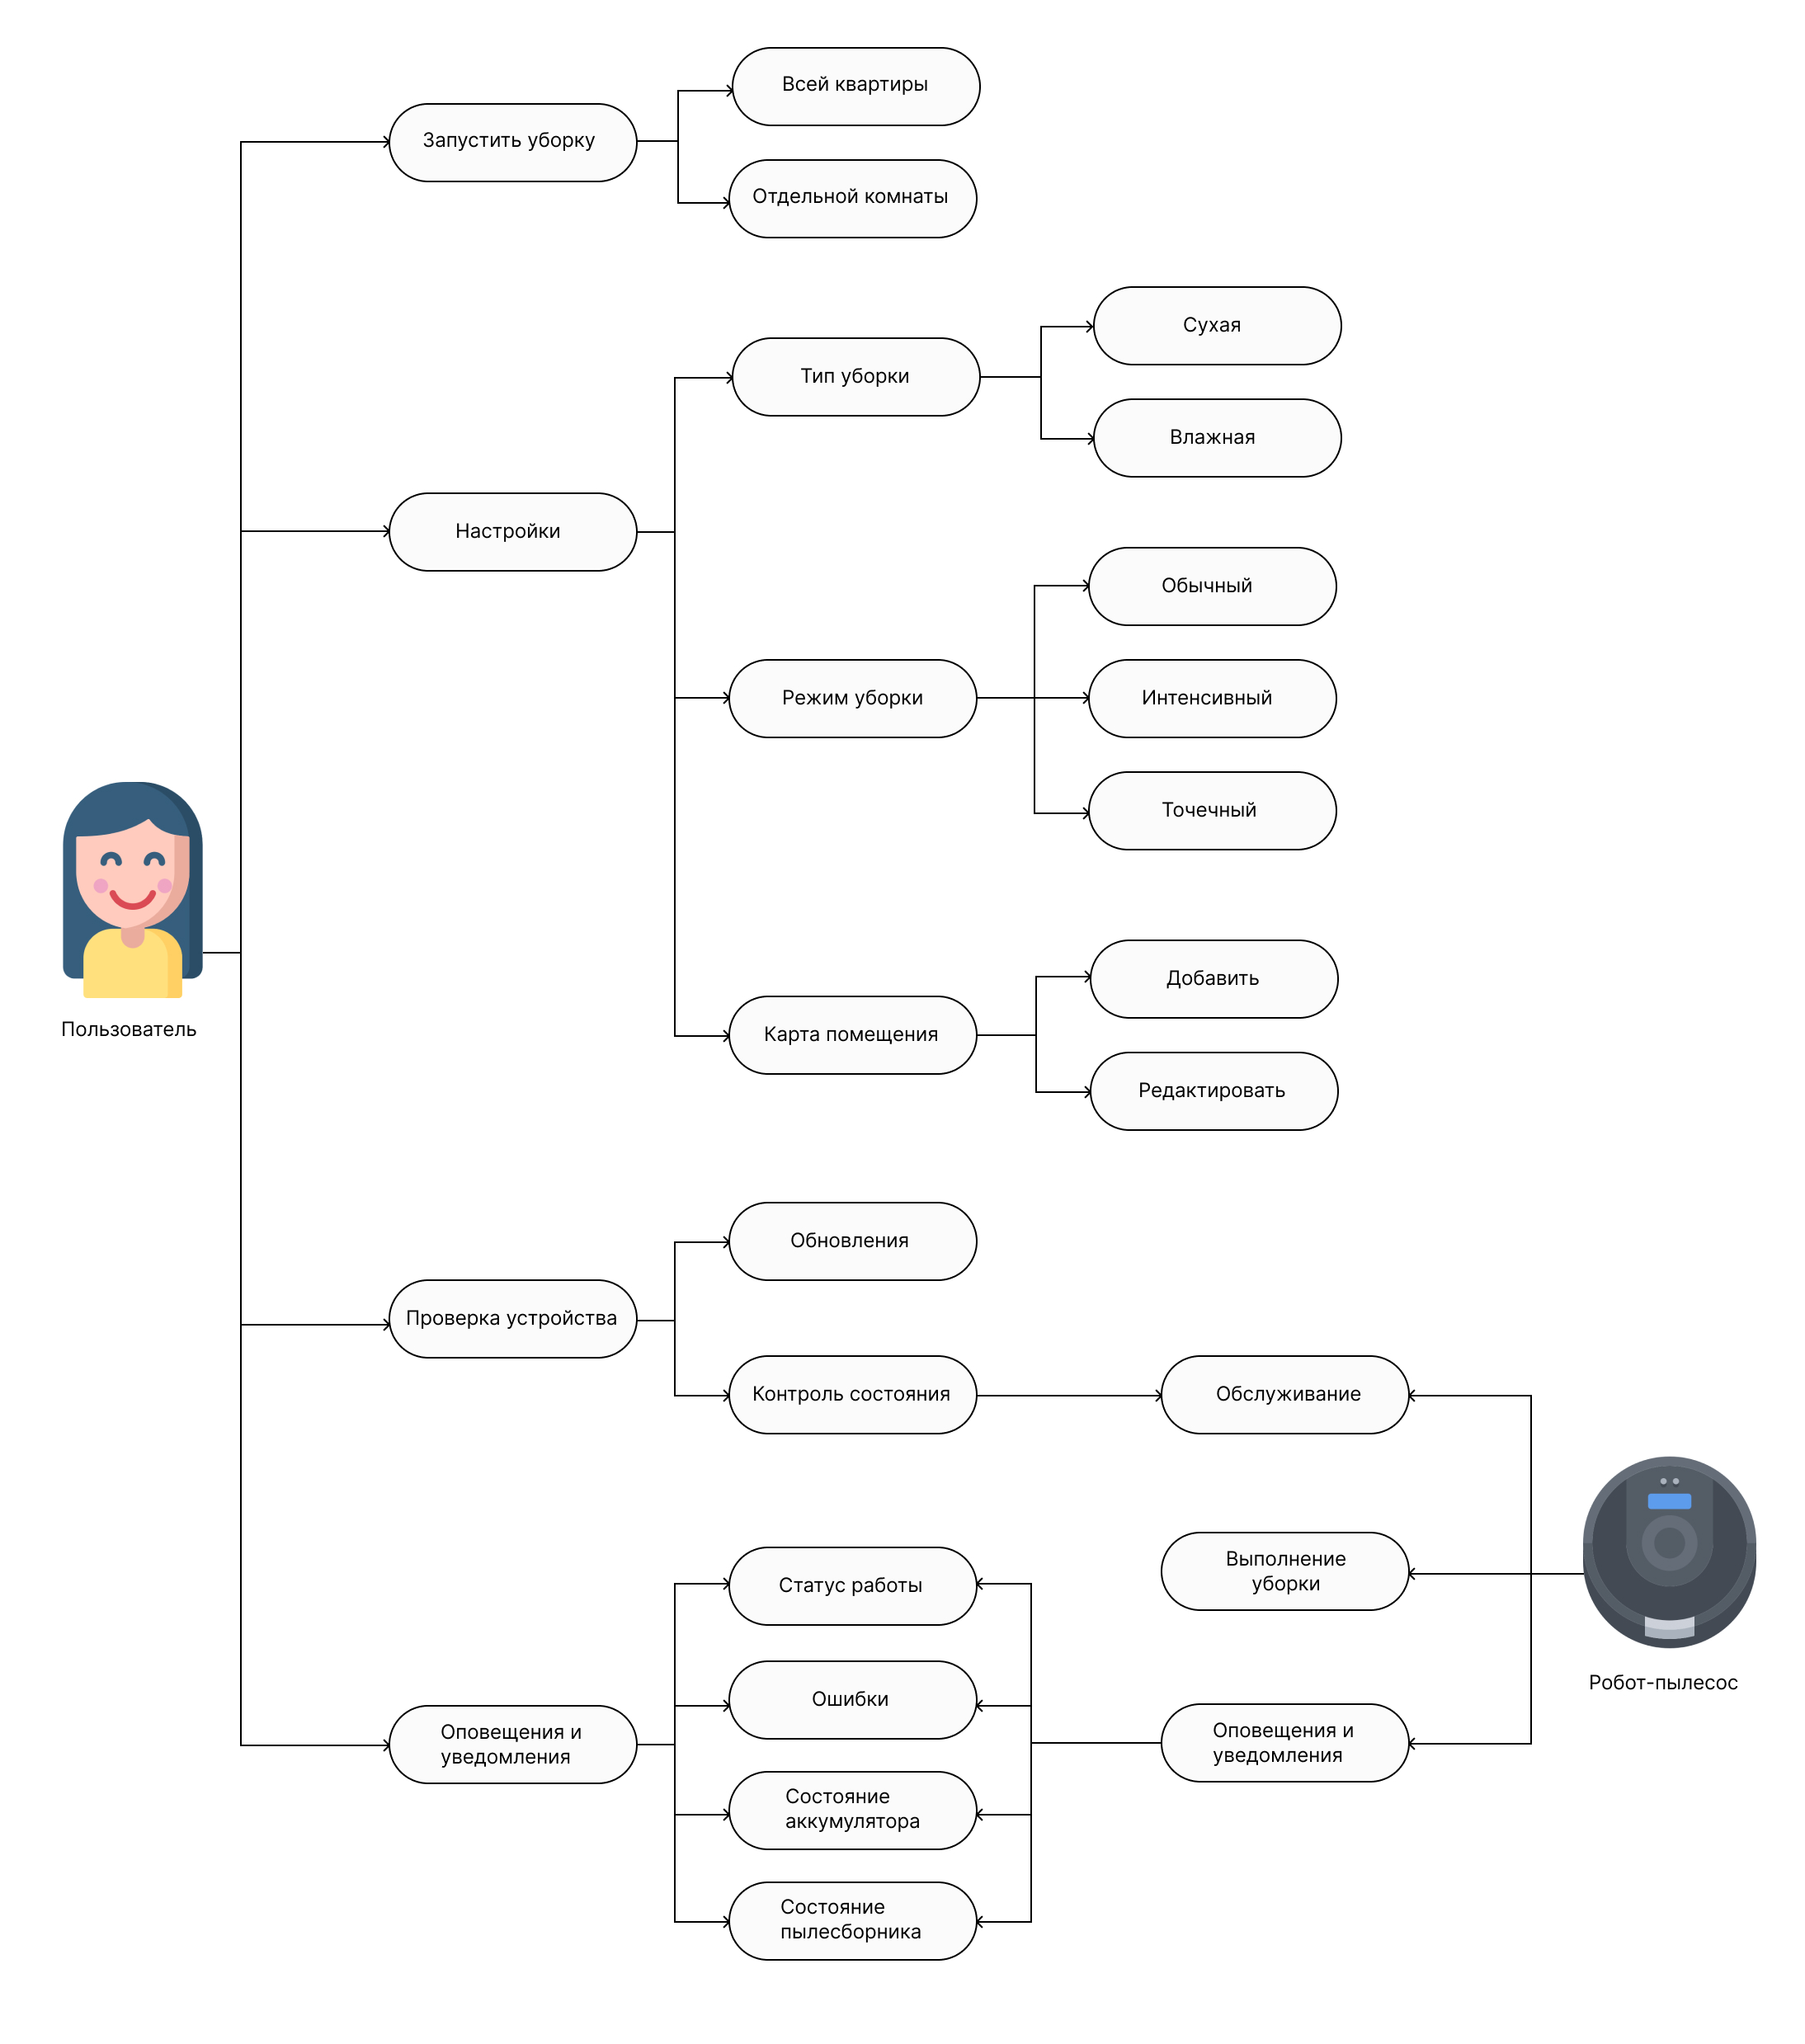 Всей квартиры
Запустить уборку
Отдельной комнаты
Сухая
Тип уборки
Влажная
Настройки
Обычный
Режим уборки
Интенсивный
Точечный
Добавить
Пользователь
Карта помещения
Редактировать
Обновления
Проверка устройства
Контроль состояния
Обслуживание
Выполнение
уборки
Статус работы
Робот-пылесос
Ошибки
Оповещения и
уведомления
Оповещения и
уведомления
Состояние
аккумулятора
Состояние
пылесборника